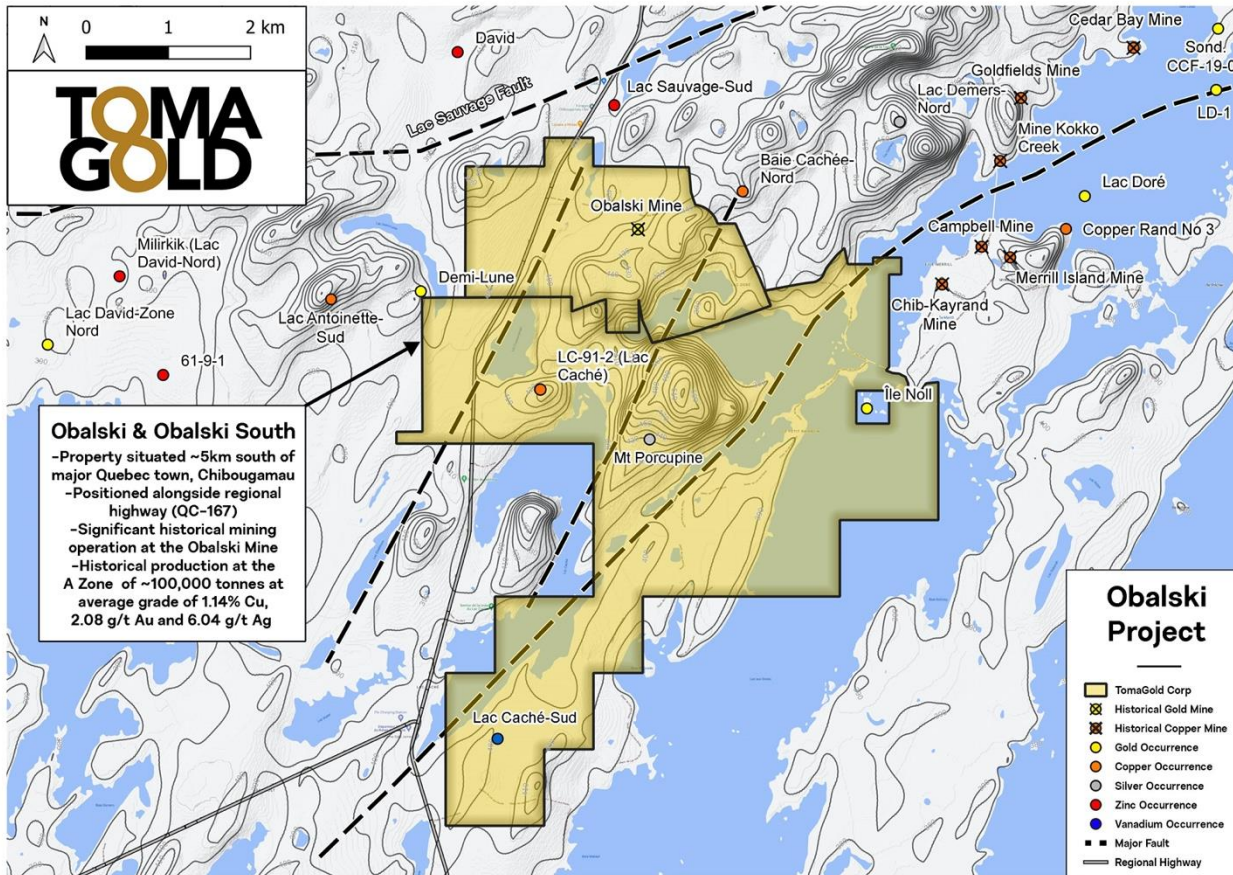 N
0 1 2 km
TOMA
GOLD
David
Lac Sauvage Fault
Lac Sauvage-Sud
Cedar Bay Mine
Sond.
CCF-19-0
Goldfields Mine
Lac Demers-
Nord
LD-1
Mine Kokko
Creek
Baie Cachée-
Nord
Lac Doré
Obalski Mine
Campbell Mine
Copper Rand No 3
Merrill Island Mine
Milirkik (Lac
David-Nord)
Demi-Lune
Lac Antoinette-
Sud
Chib-Kayrand
Mine
Lac David-Zone
Nord
61-9-1
LC-91-2 (Lac
Caché)
Île Noll
Mt Porcupine
Obalski & Obalski South
-Property situated ~5km south of
major Quebec town, Chibougamau
-Positioned alongside regional
highway (QC-167)
-Significant historical mining
operation at the Obalski Mine
-Historical production at the
A Zone of ~100,000 tonnes at
average grade of 1.14% Cu,
2.08 g/t Au and 6.04 g/t Ag
Lac Caché-Sud
Obalski
Project
TomaGold Corp
Historical Gold Mine
Historical Copper Mine
Gold Occurrence
Copper Occurrence
Silver Occurrence
Zinc Occurrence
Vanadium Occurrence
Major Fault
Regional Highway